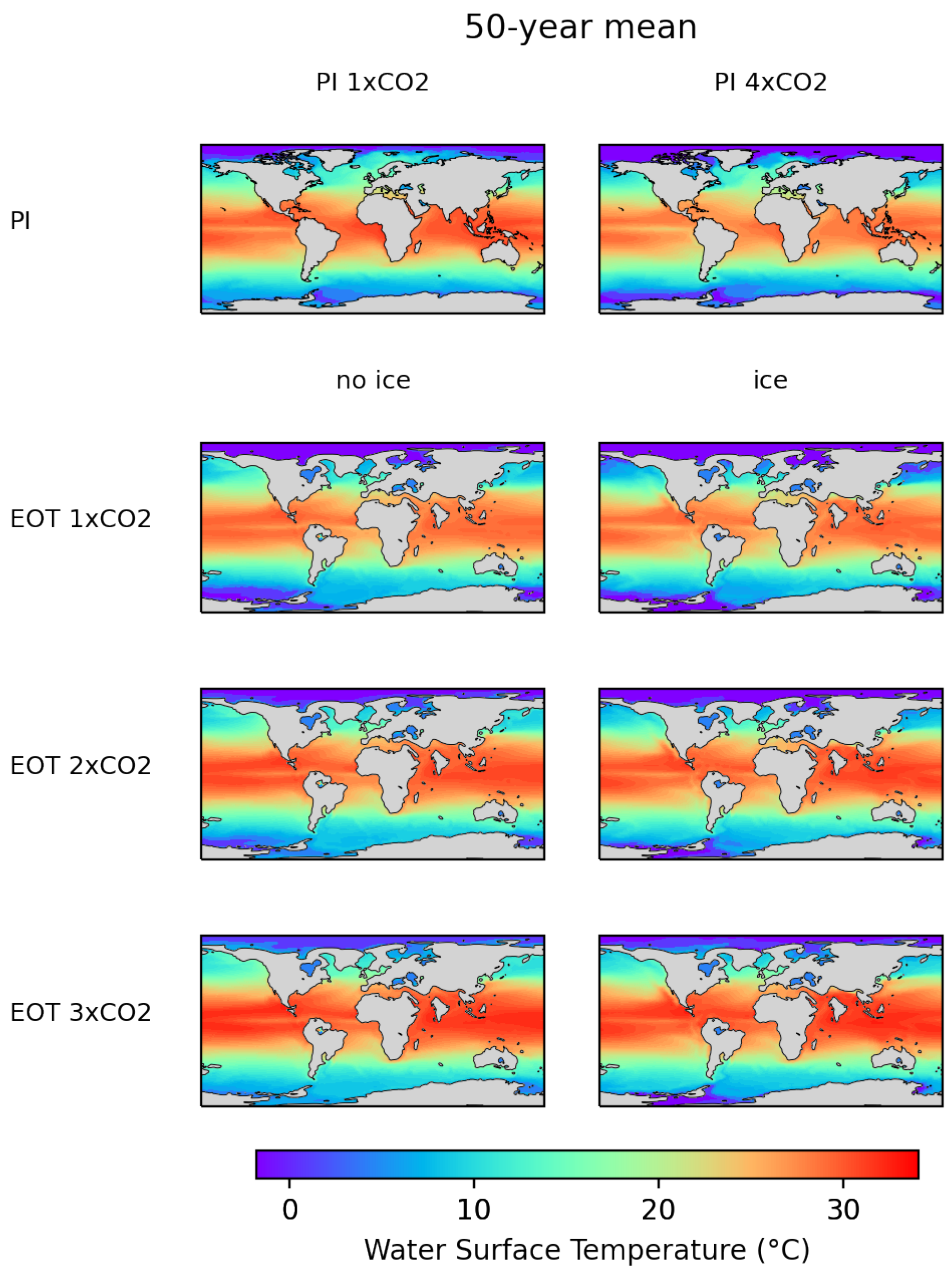 50-year mean
PI 1xCO2
PI 4xCO2
PI
no ice
ice
EOT 1xCO2
EOT 2xCO2
EOT 3xCO2
0 10 20 30
Water Surface Temperature (°C)